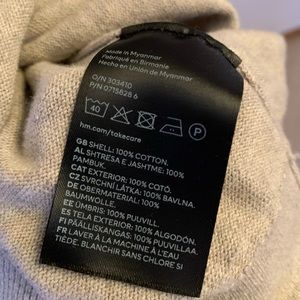 Made in Myanmar
Fabriqué en Birmanie
Hecho en Unión de Myanmar
O/N 303410
P/N 0715828 6
40
P
hm.com/takecare
GB SHELL: 100% COTTON.
AL SHTRESA E JASHTME: 100%
PAMBUK.
CAT EXTERIOR: 100% COTÓ.
CZ SVRCHNÍ LÁTKA: 100% BAVLNA.
DE OBERMATERIAL: 100%
BAUMWOLLE.
EE ÜMBRIS: 100% PUUVILL.
ES TELA EXTERIOR: 100% ALGODÓN.
FI PÄÄLLISKANGAS: 100% PUUVILLAA.
FR LAVER À LA MACHINE À L'EAU
TIÈDE. BLANCHIR SANS CHLORE SI